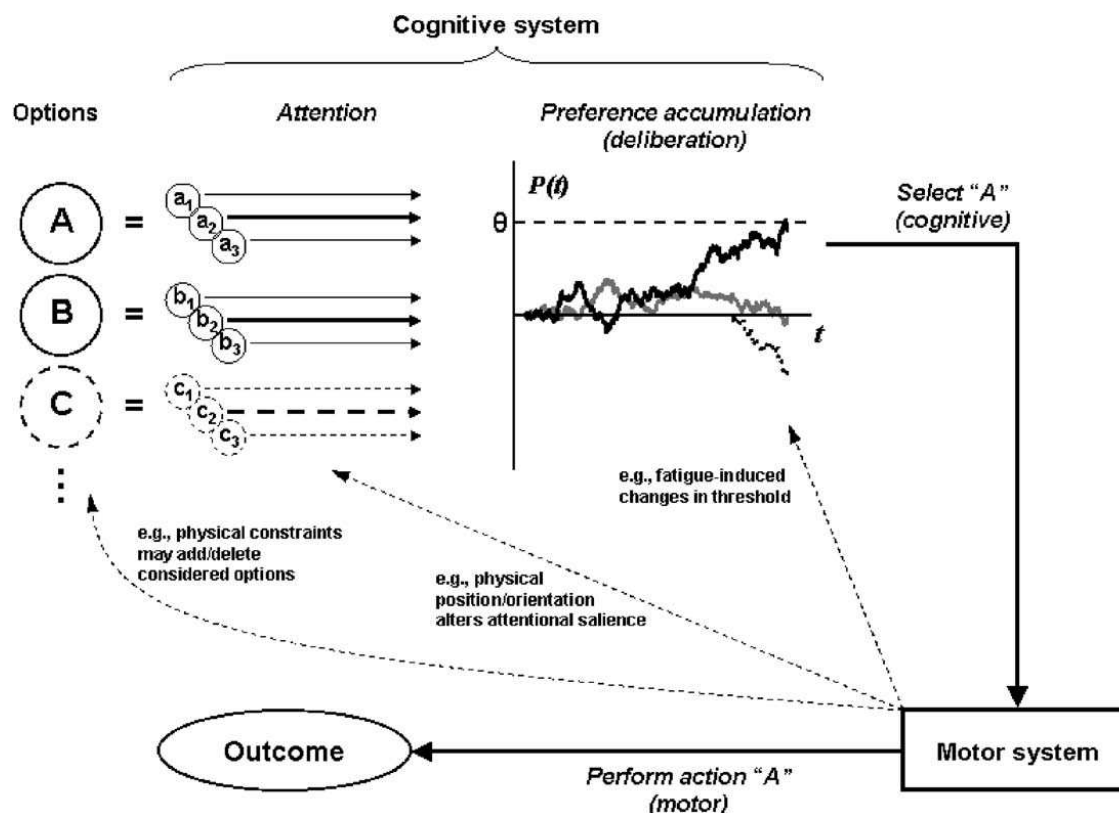 Cognitive system
Options
Attention
Preference accumulation
(deliberation)
A
=
a1
a2
a3
B
=
b1
b2
b3
C
=
c1
c2
c3
⋮
P(t)
θ
t
Select “A”
(cognitive)
e.g., fatigue-induced
changes in threshold
e.g., physical constraints
may add/delete
considered options
e.g., physical
position/orientation
alters attentional salience
Outcome
Perform action “A”
(motor)
Motor system